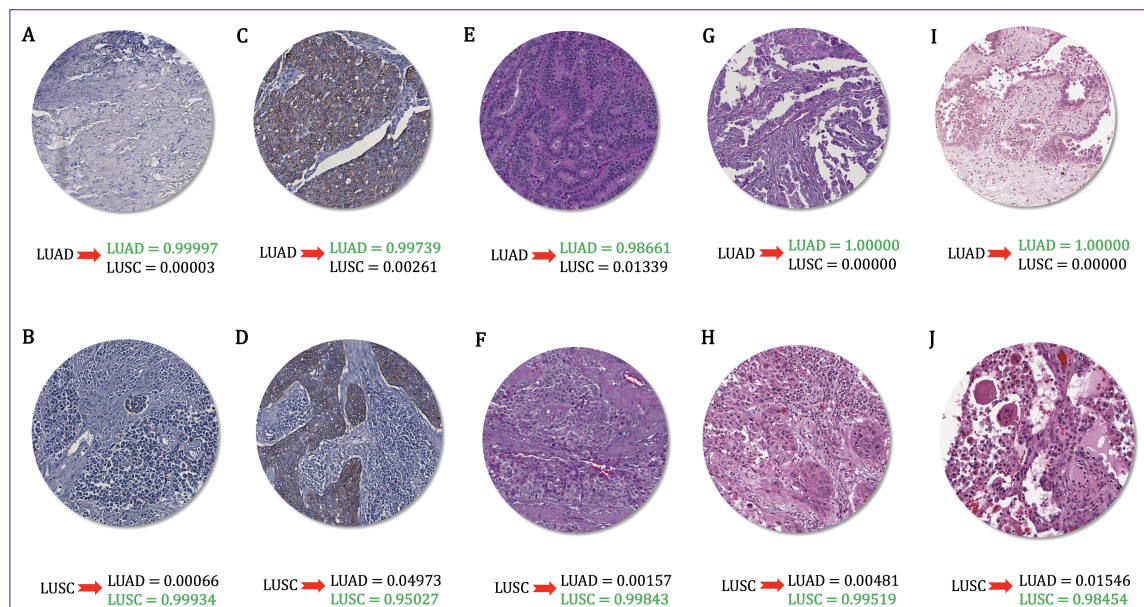 A
C
E
G
I
LUAD
LUAD = 0.99997
LUSC = 0.00003
LUAD
LUAD = 0.99739
LUSC = 0.00261
LUAD
LUAD = 0.98661
LUSC = 0.01339
LUAD
LUAD = 1.00000
LUSC = 0.00000
LUAD
LUAD = 1.00000
LUSC = 0.00000
B
D
F
H
J
LUSC
LUAD = 0.00066
LUSC = 0.99934
LUSC
LUAD = 0.04973
LUSC = 0.95027
LUSC
LUAD = 0.00157
LUSC = 0.99843
LUSC
LUAD = 0.00481
LUSC = 0.99519
LUSC
LUAD = 0.01546
LUSC = 0.98454